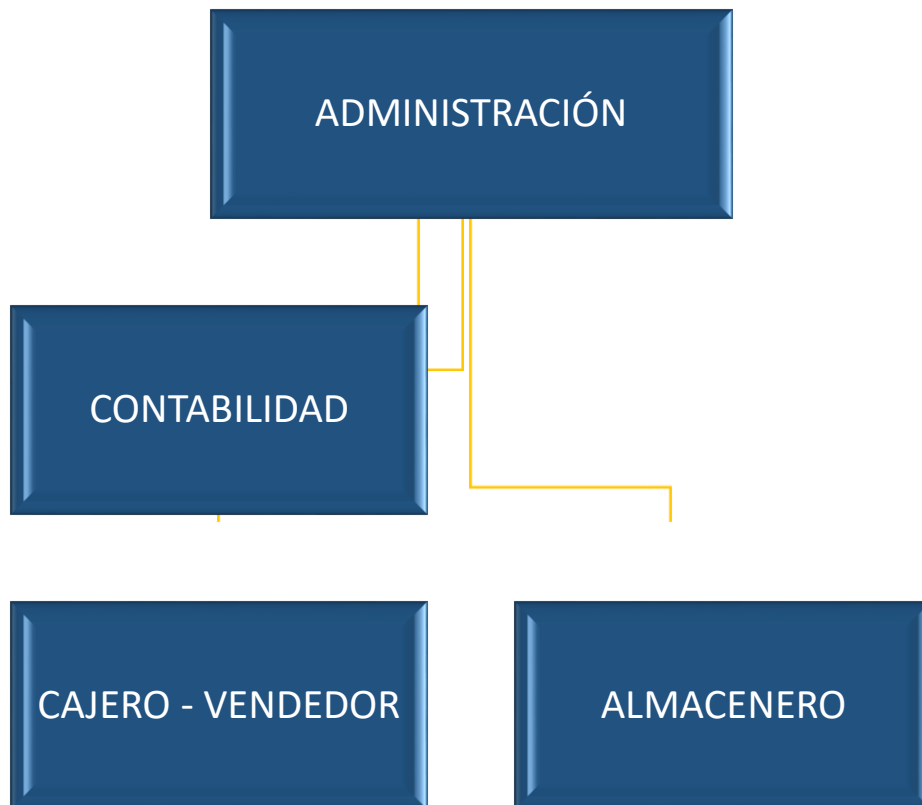 ADMINISTRACIÓN
CONTABILIDAD
CAJERO - VENDEDOR
ALMACENERO